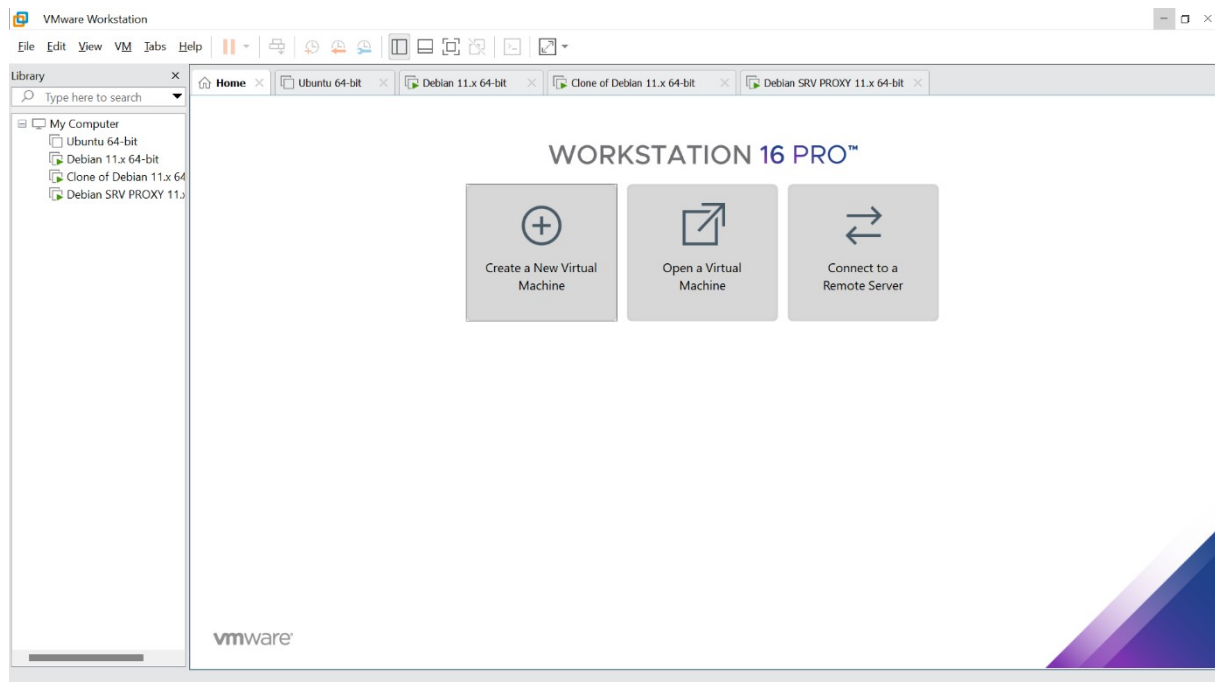 VMware Workstation
File Edit View VM Tabs Help
Library
Type here to search
My Computer
Ubuntu 64-bit
Debian 11.x 64-bit
Clone of Debian 11.x 64
Debian SRV PROXY 11.
Home
Ubuntu 64-bit
Debian 11.x 64-bit
Clone of Debian 11.x 64-bit
Debian SRV PROXY 11.x 64-bit
WORKSTATION 16 PRO™
Create a New Virtual
Machine
Open a Virtual
Machine
Connect to a
Remote Server
vmware